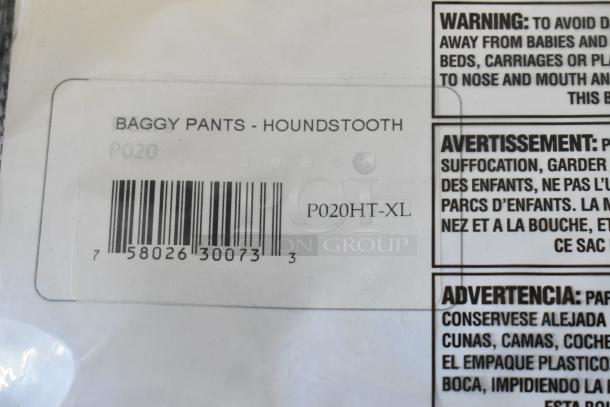 BAGGY PANTS - HOUNDSTOOTH
P020
P020HT-XL
7 58026 30073 3
PCI
AUCTION GROUP
WARNING: TO AVOID D
AWAY FROM BABIES AND
BEDS, CARRIAGES OR PL
TO NOSE AND MOUTH AN
THIS B
AVERTISSEMENT: P
SUFFOCATION, GARDER
DES ENFANTS, NE PAS L'U
PARCS D'ENFANTS. LA M
NEZ ET A LA BOUCHE, ET
CE SAC
ADVERTENCIA: PAR
CONSERVESE ALEJADA
CUNAS, CAMAS, COCHE
EL EMPAQUE PLASTICO
BOCA, IMPIDIENDO LA
ESTA BOL